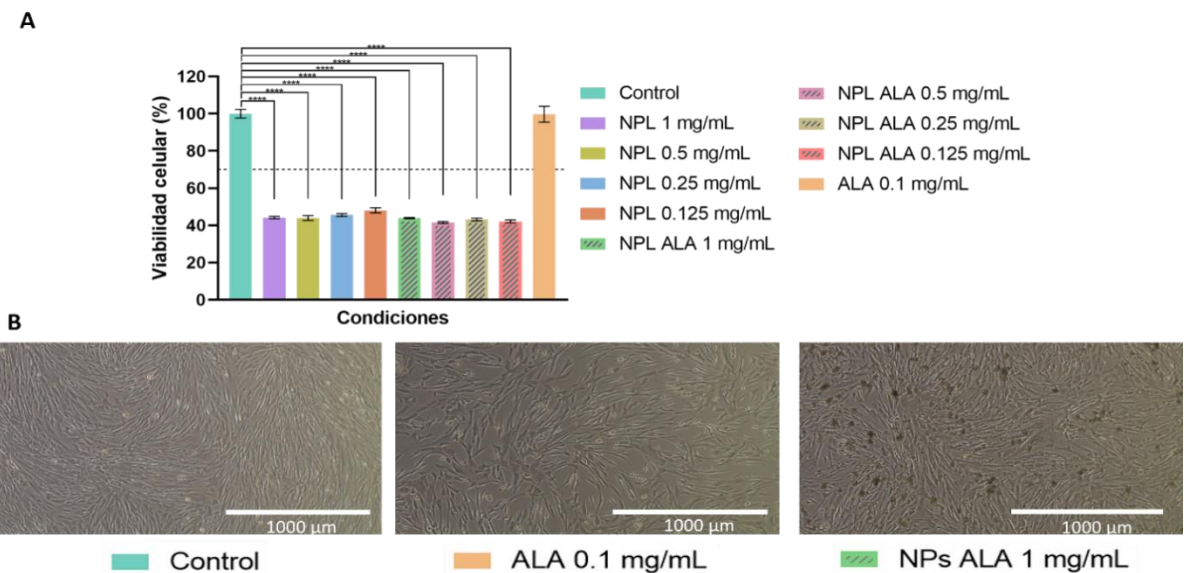 A
****
****
****
****
****
****
****
****
120
100
80
60
40
20
0
Viabilidad celular (%)
Condiciones
Control
NPL 1 mg/mL
NPL 0.5 mg/mL
NPL 0.25 mg/mL
NPL 0.125 mg/mL
NPL ALA 1 mg/mL
NPL ALA 0.5 mg/mL
NPL ALA 0.25 mg/mL
NPL ALA 0.125 mg/mL
ALA 0.1 mg/mL
B
1000 µm
1000 µm
1000 µm
Control
ALA 0.1 mg/mL
NPs ALA 1 mg/mL